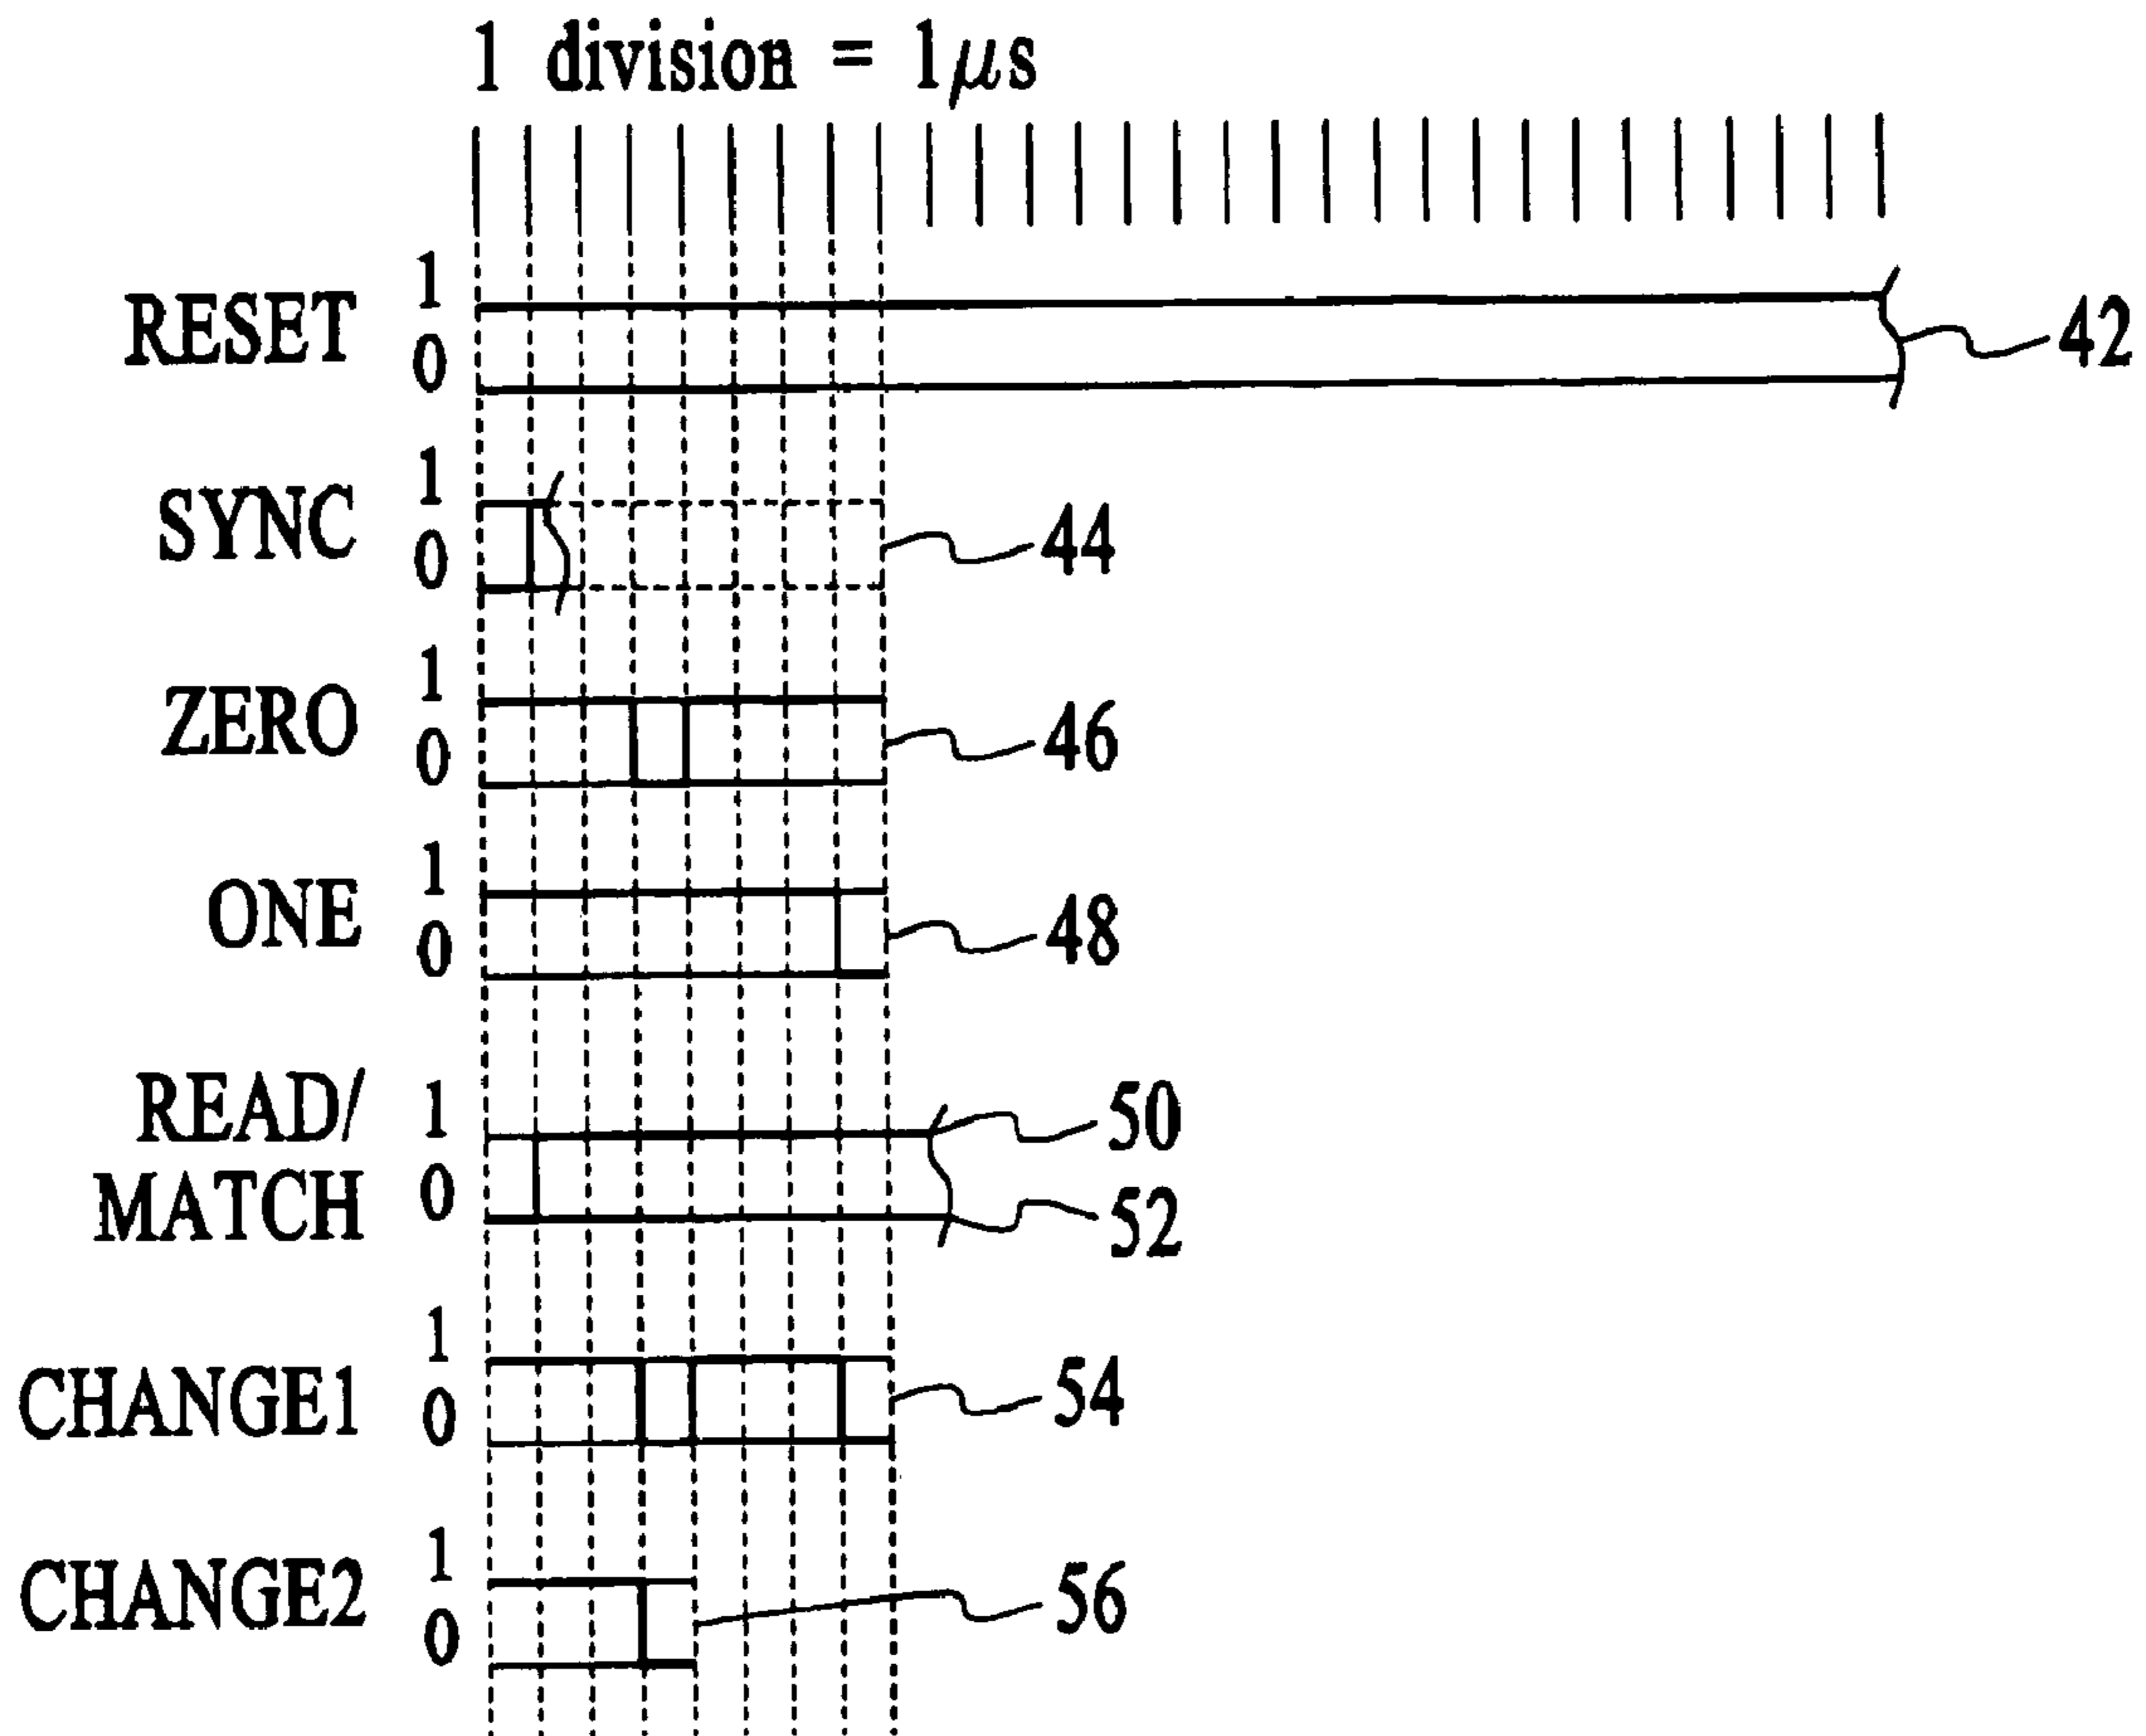 1 division = 1μs
RESET 1 0 42
SYNC 1 0 44
ZERO 1 0 46
ONE 1 0 48
READ/ 1 50
MATCH 0 52
CHANGE1 1 0 54
CHANGE2 1 0 56